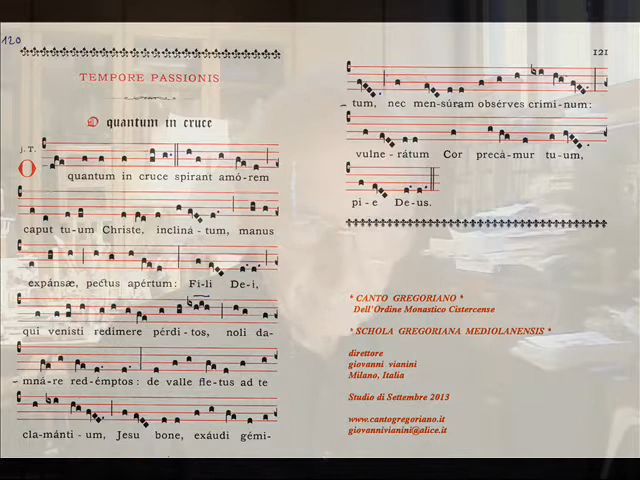 120
TEMPORE PASSIONIS
O quantum in cruce
j. T.
O quantum in cruce spirant amó-rem
caput tu-um Christe, incliná - tum, manus
expánsæ, pectus apértum: Fí-li De-i,
qui venisti redímere pérdi-tos, noli da-
mná-re red-émptos: de valle fle-tus ad te
cla-mánti - um, Jesu bone, exáudi gémi-
121
tum, nec men-súram obsérves crimi-num:
vulne-rátum Cor precá-mur tu-um,
pi-e De-us.
* CANTO GREGORIANO *
Dell'Ordine Monastico Cistercense
* SCHOLA GREGORIANA MEDIOLANENSIS *
direttore
giovanni vianini
Milano, Italia
Studio di Settembre 2013
www.cantogregoriano.it
giovannivianini@alice.it